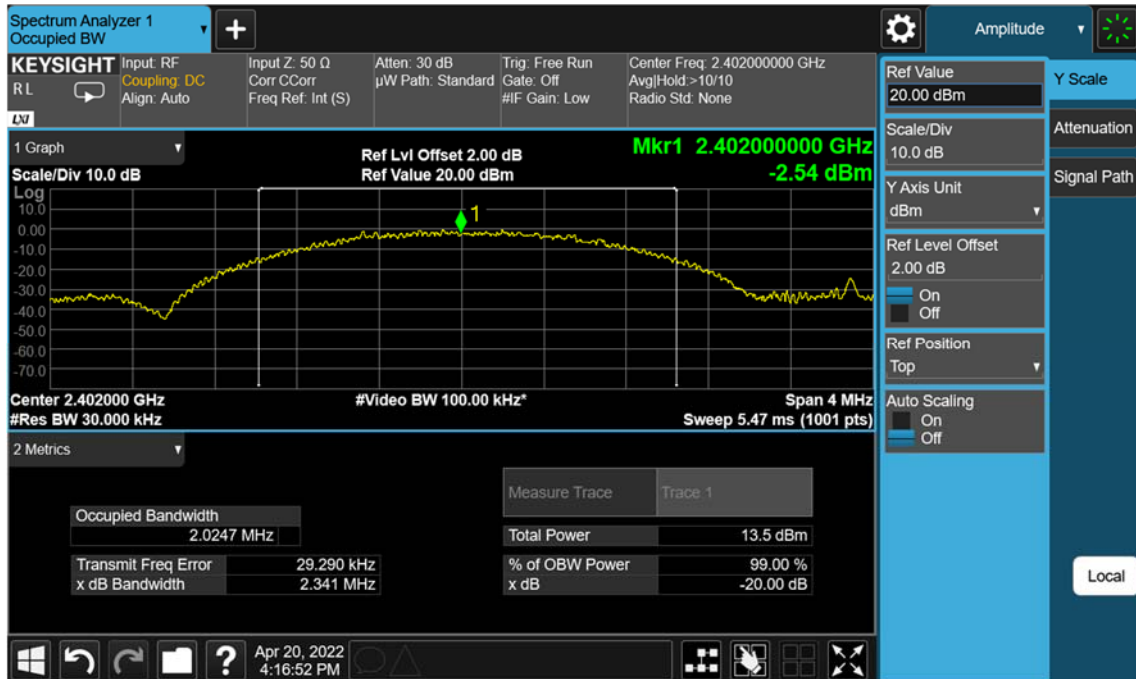 Spectrum Analyzer 1
Occupied BW
+
Amplitude
KEYSIGHT
R L
LXI
Input: RF
Coupling: DC
Align: Auto
Input Z: 50 Ω
Corr CCorr
Freq Ref: Int (S)
Atten: 30 dB
µW Path: Standard
Trig: Free Run
Gate: Off
#IF Gain: Low
Center Freq: 2.402000000 GHz
Avg|Hold:>10/10
Radio Std: None
1 Graph
Scale/Div 10.0 dB
Ref Lvl Offset 2.00 dB
Ref Value 20.00 dBm
Mkr1 2.402000000 GHz
-2.54 dBm
Log
10.0
0.00
-10.0
-20.0
-30.0
-40.0
-50.0
-60.0
-70.0
1
Center 2.402000 GHz
#Res BW 30.000 kHz
#Video BW 100.00 kHz*
Span 4 MHz
Sweep 5.47 ms (1001 pts)
2 Metrics
Measure Trace Trace 1
Occupied Bandwidth
2.0247 MHz
Total Power 13.5 dBm
Transmit Freq Error 29.290 kHz
% of OBW Power 99.00 %
x dB Bandwidth 2.341 MHz
x dB -20.00 dB
Ref Value
20.00 dBm
Scale/Div
10.0 dB
Y Axis Unit
dBm
Ref Level Offset
2.00 dB
On
Off
Ref Position
Top
Auto Scaling
On
Off
Y Scale
Attenuation
Signal Path
Local
?
Apr 20, 2022
4:16:52 PM